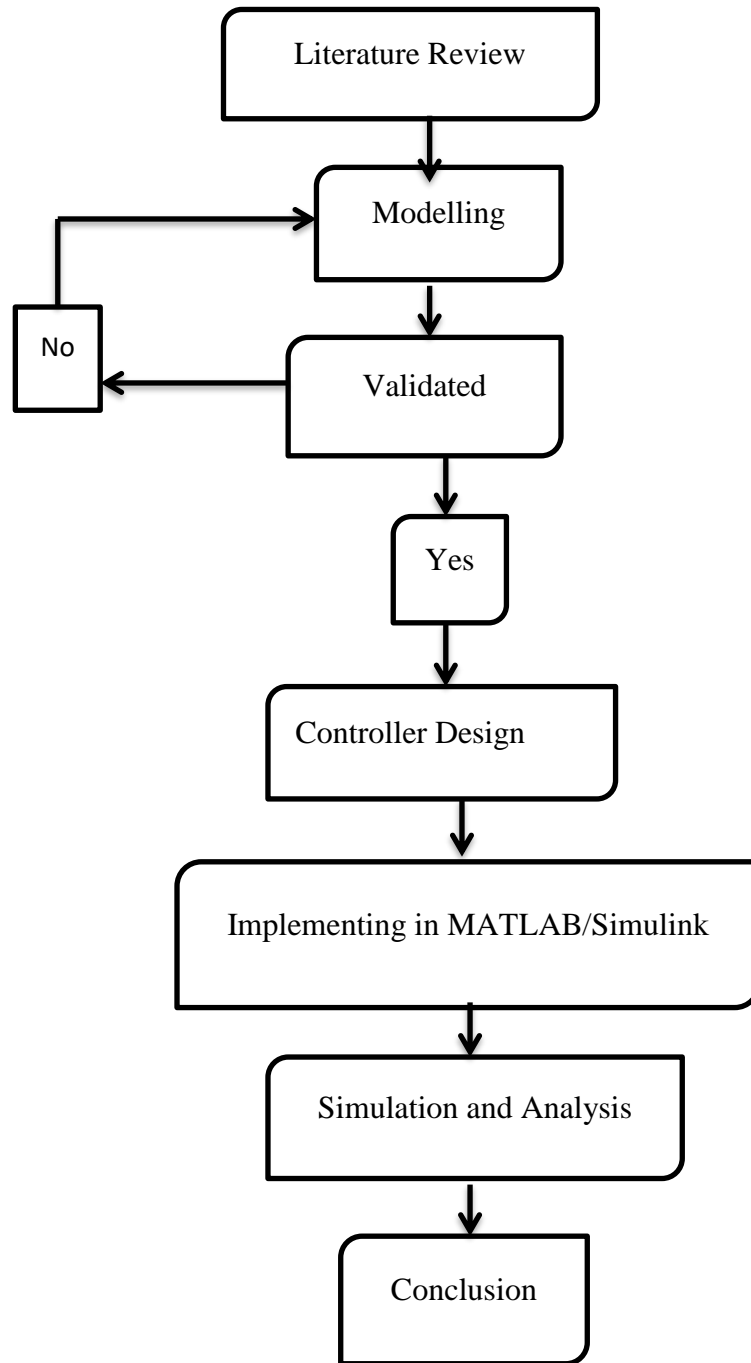 Literature Review
Modelling
No
Validated
Yes
Controller Design
Implementing in MATLAB/Simulink
Simulation and Analysis
Conclusion